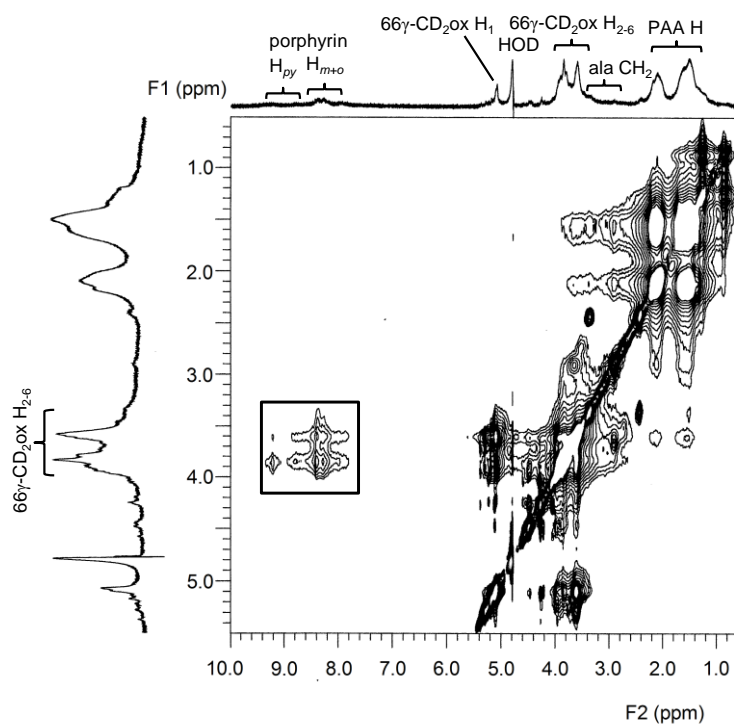 66γ-CD₂ox H₁
66γ-CD₂ox H₂₋₆
PAA H
porphyrin
HOD
H_py
H_m+o
ala CH₂
F1 (ppm)
1.0
2.0
3.0
4.0
5.0
66γ-CD₂ox H₂₋₆
10.0 9.0 8.0 7.0 6.0 5.0 4.0 3.0 2.0 1.0
F2 (ppm)